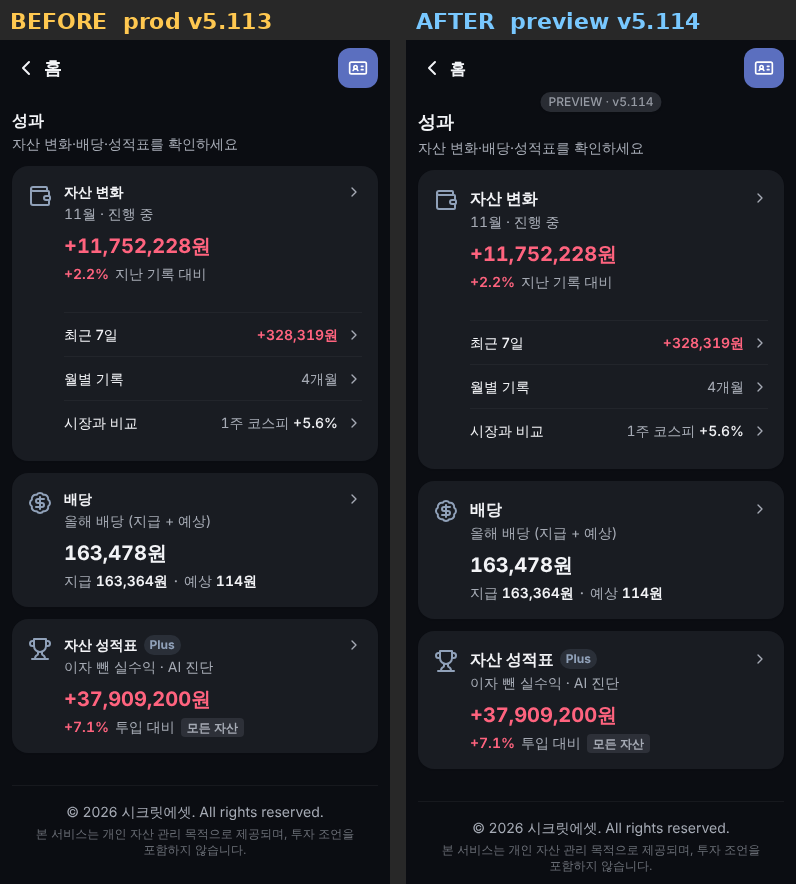 BEFORE prod v5.113
홈
성과
자산 변화·배당·성적표를 확인하세요
자산 변화
11월 · 진행 중
+11,752,228원
+2.2% 지난 기록 대비
최근 7일 +328,319원
월별 기록 4개월
시장과 비교 1주 코스피 +5.6%
배당
올해 배당 (지급 + 예상)
163,478원
지급 163,364원 · 예상 114원
자산 성적표 Plus
이자 뺀 실수익 · AI 진단
+37,909,200원
+7.1% 투입 대비 모든 자산
© 2026 시크릿에셋. All rights reserved.
본 서비스는 개인 자산 관리 목적으로 제공되며, 투자 조언을
포함하지 않습니다.
AFTER preview v5.114
홈
PREVIEW · v5.114
성과
자산 변화·배당·성적표를 확인하세요
자산 변화
11월 · 진행 중
+11,752,228원
+2.2% 지난 기록 대비
최근 7일 +328,319원
월별 기록 4개월
시장과 비교 1주 코스피 +5.6%
배당
올해 배당 (지급 + 예상)
163,478원
지급 163,364원 · 예상 114원
자산 성적표 Plus
이자 뺀 실수익 · AI 진단
+37,909,200원
+7.1% 투입 대비 모든 자산
© 2026 시크릿에셋. All rights reserved.
본 서비스는 개인 자산 관리 목적으로 제공되며, 투자 조언을
포함하지 않습니다.